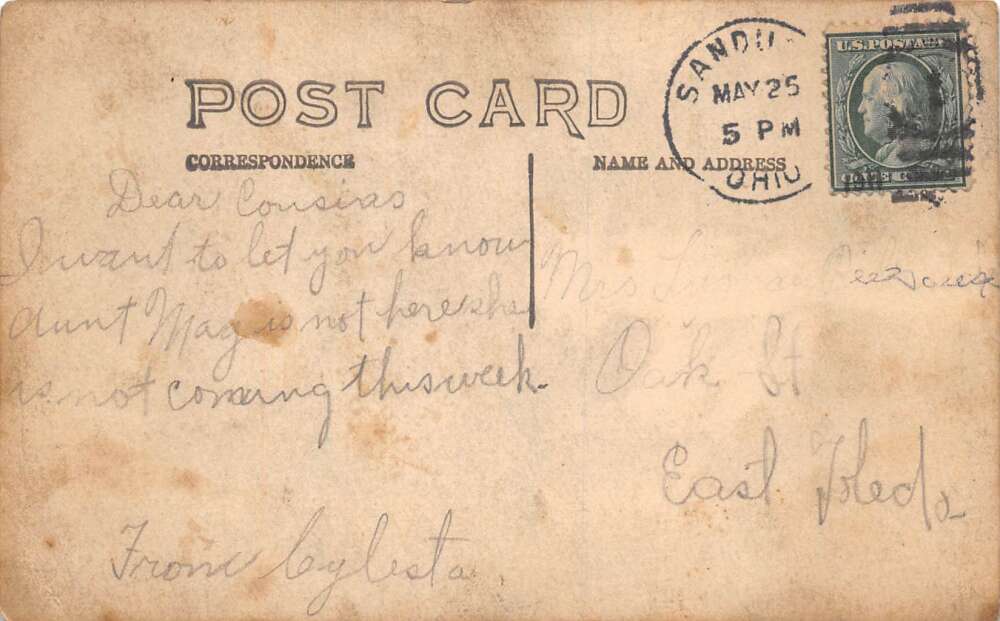 POST CARD
CORRESPONDENCE
NAME AND ADDRESS
SANDU
MAY 25
5 PM
OHIO
U.S. POSTAGE
Dear Cousins
I want to let you know
Aunt Mag is not here she
is not coming this week.
From Cylesta
Mrs
Oak St
East Toledo